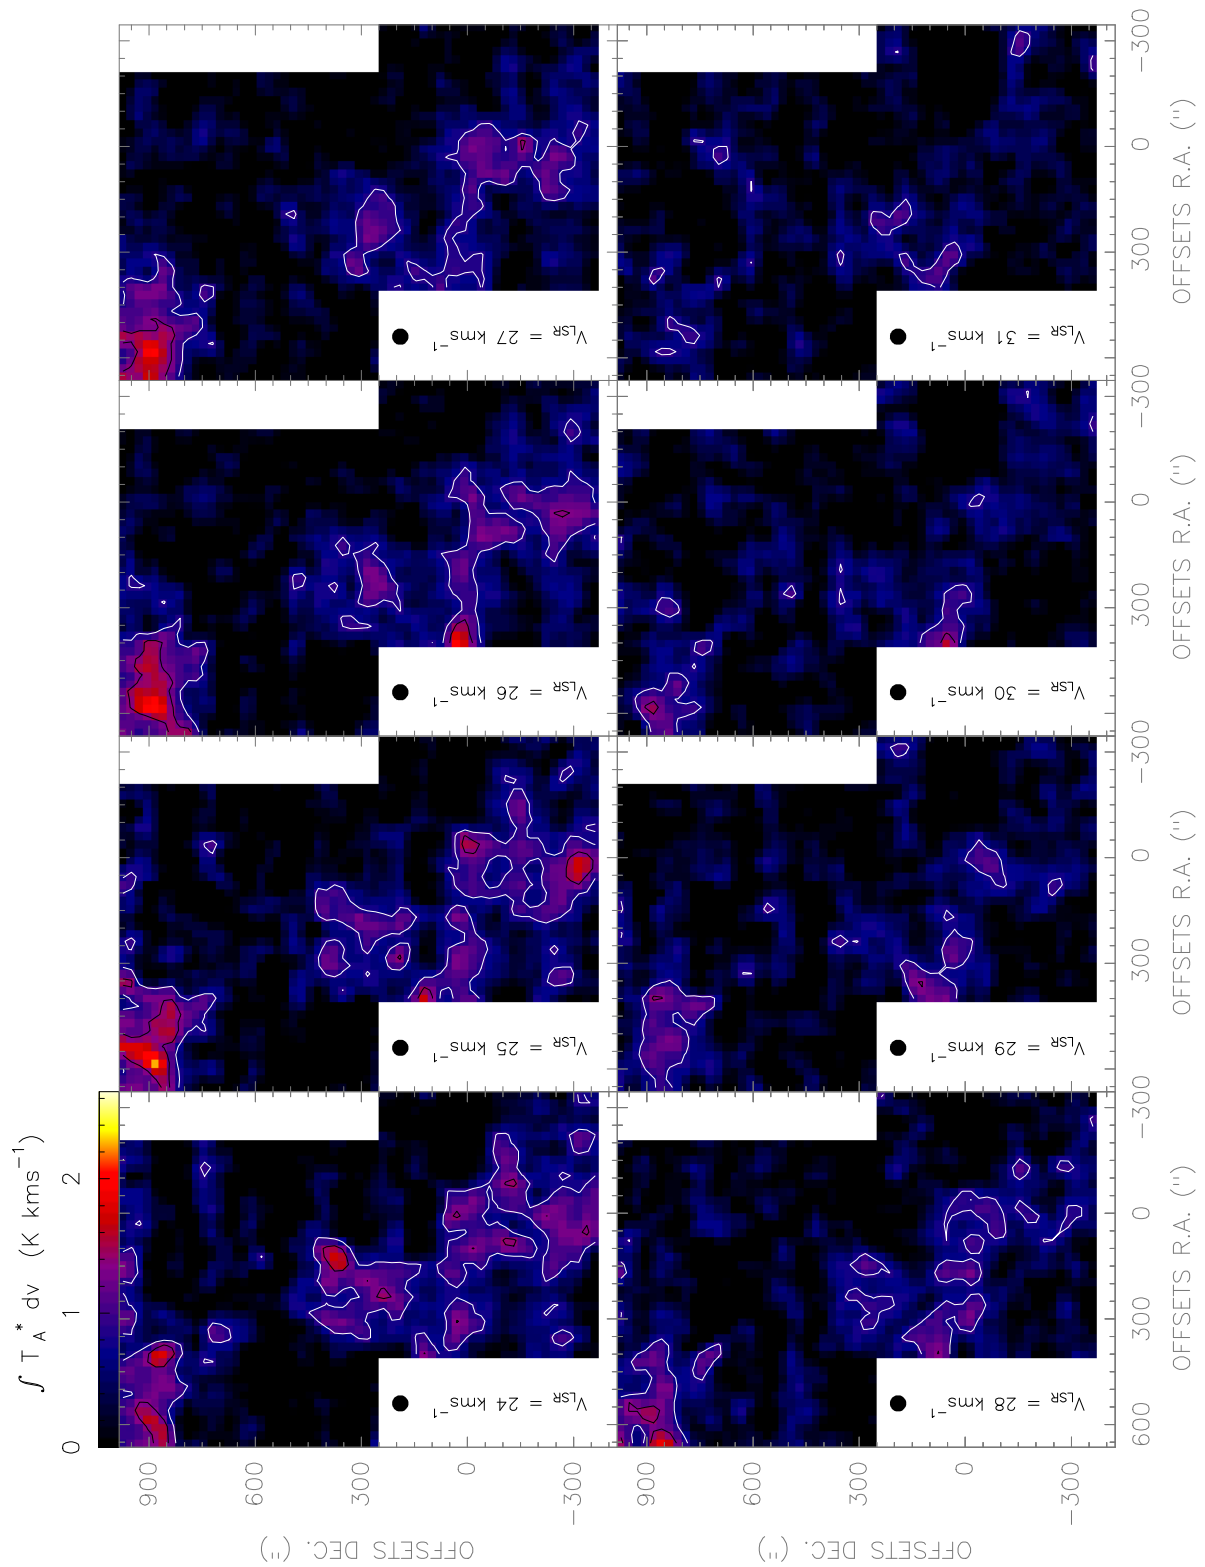 ∫ T_A^* dv (K kms^-1)
0 1 2
V_LSR = 24 kms^-1
V_LSR = 25 kms^-1
V_LSR = 26 kms^-1
V_LSR = 27 kms^-1
V_LSR = 28 kms^-1
V_LSR = 29 kms^-1
V_LSR = 30 kms^-1
V_LSR = 31 kms^-1
900 600 300 0 −300
OFFSETS DEC. (")
900 600 300 0 −300
OFFSETS DEC. (")
600 300 0 −300
OFFSETS R.A. (")
300 0 −300
OFFSETS R.A. (")
300 0 −300
OFFSETS R.A. (")
300 0 −300
OFFSETS R.A. (")